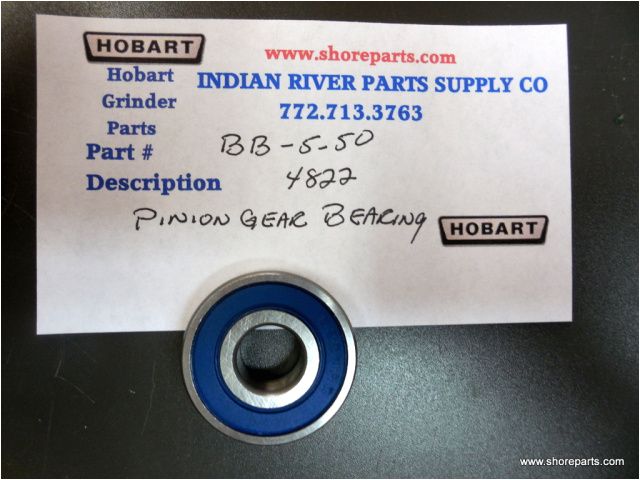 HOBART
www.shoreparts.com
Hobart
Grinder
Parts
INDIAN RIVER PARTS SUPPLY CO
772.713.3763
Part # BB-5-50
Description 4822
PINION GEAR BEARING
HOBART
www.shoreparts.com